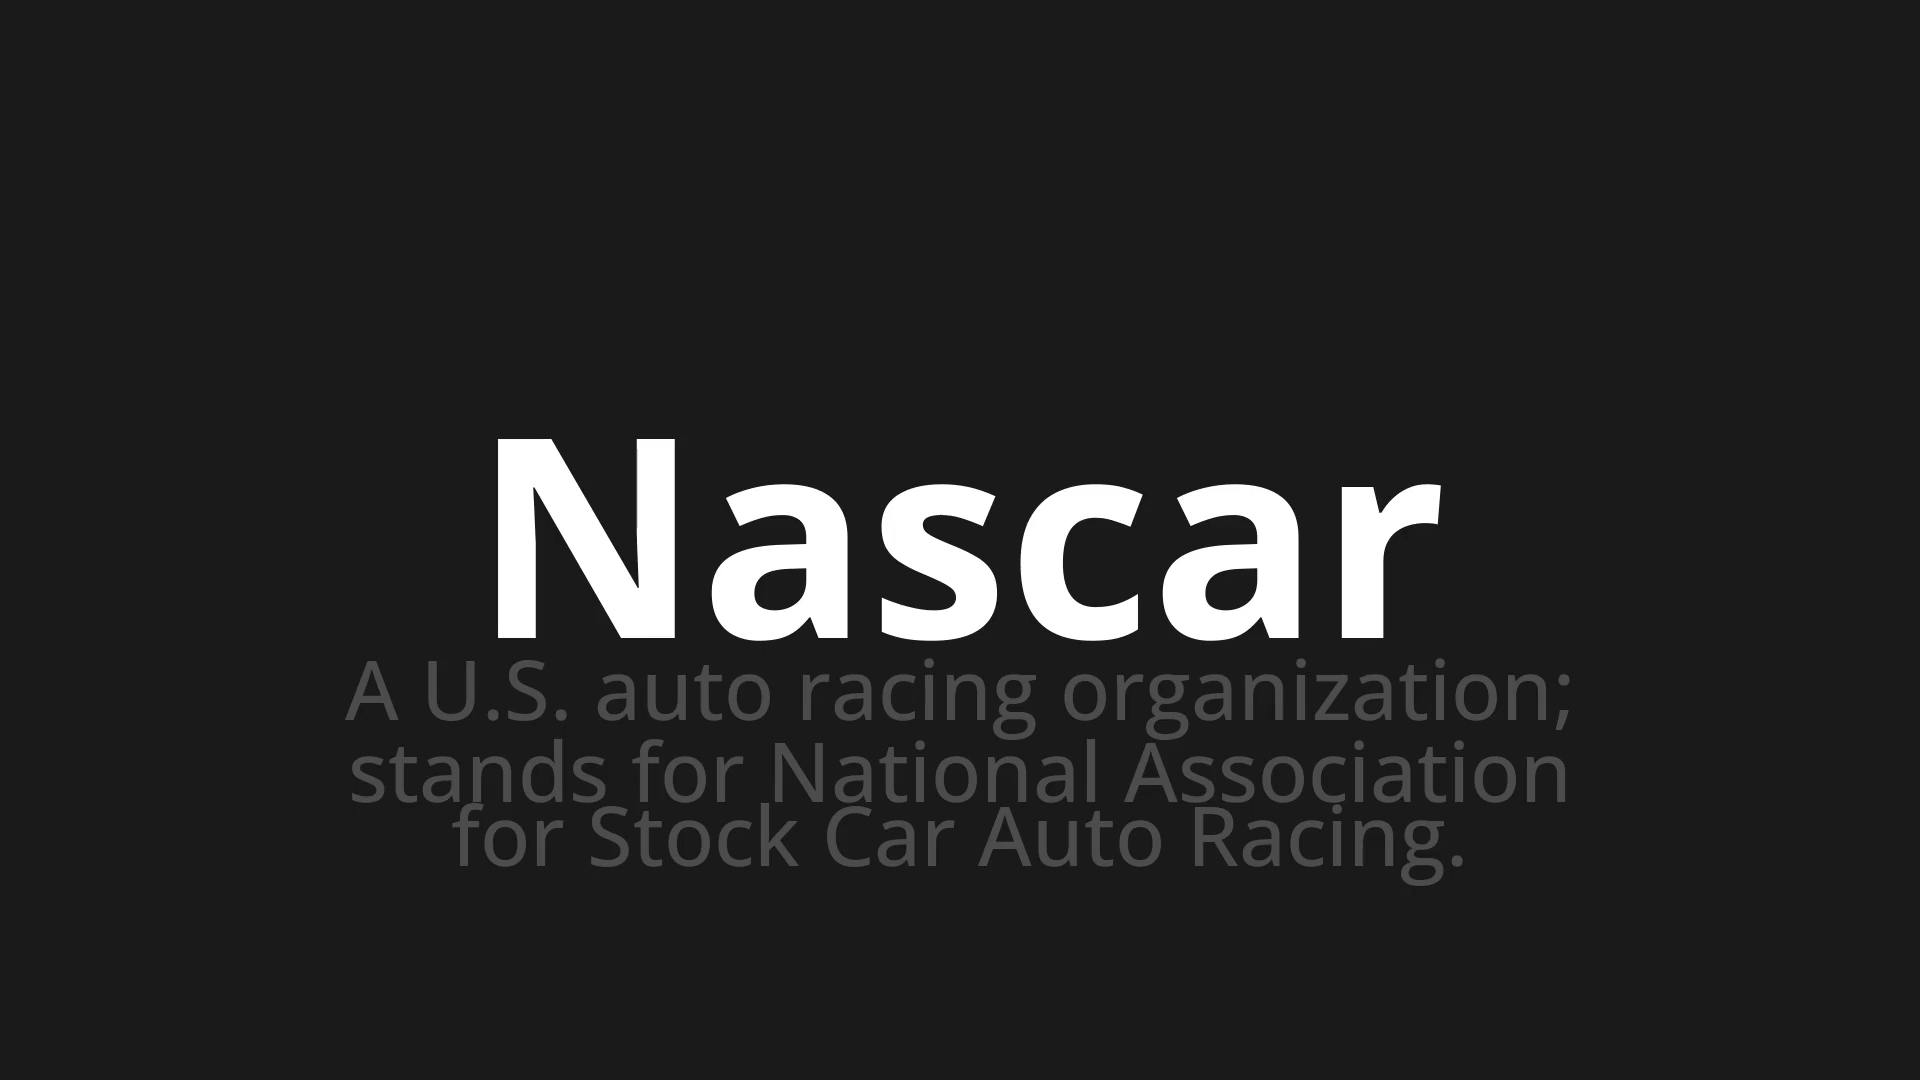 Nascar
A U.S. auto racing organization;
stands for National Association
for Stock Car Auto Racing.